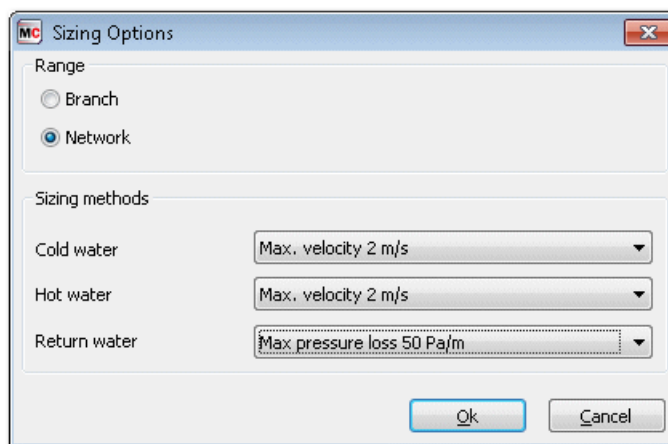 MC Sizing Options
Range
Branch
Network
Sizing methods
Cold water Max. velocity 2 m/s
Hot water Max. velocity 2 m/s
Return water Max pressure loss 50 Pa/m
Ok Cancel